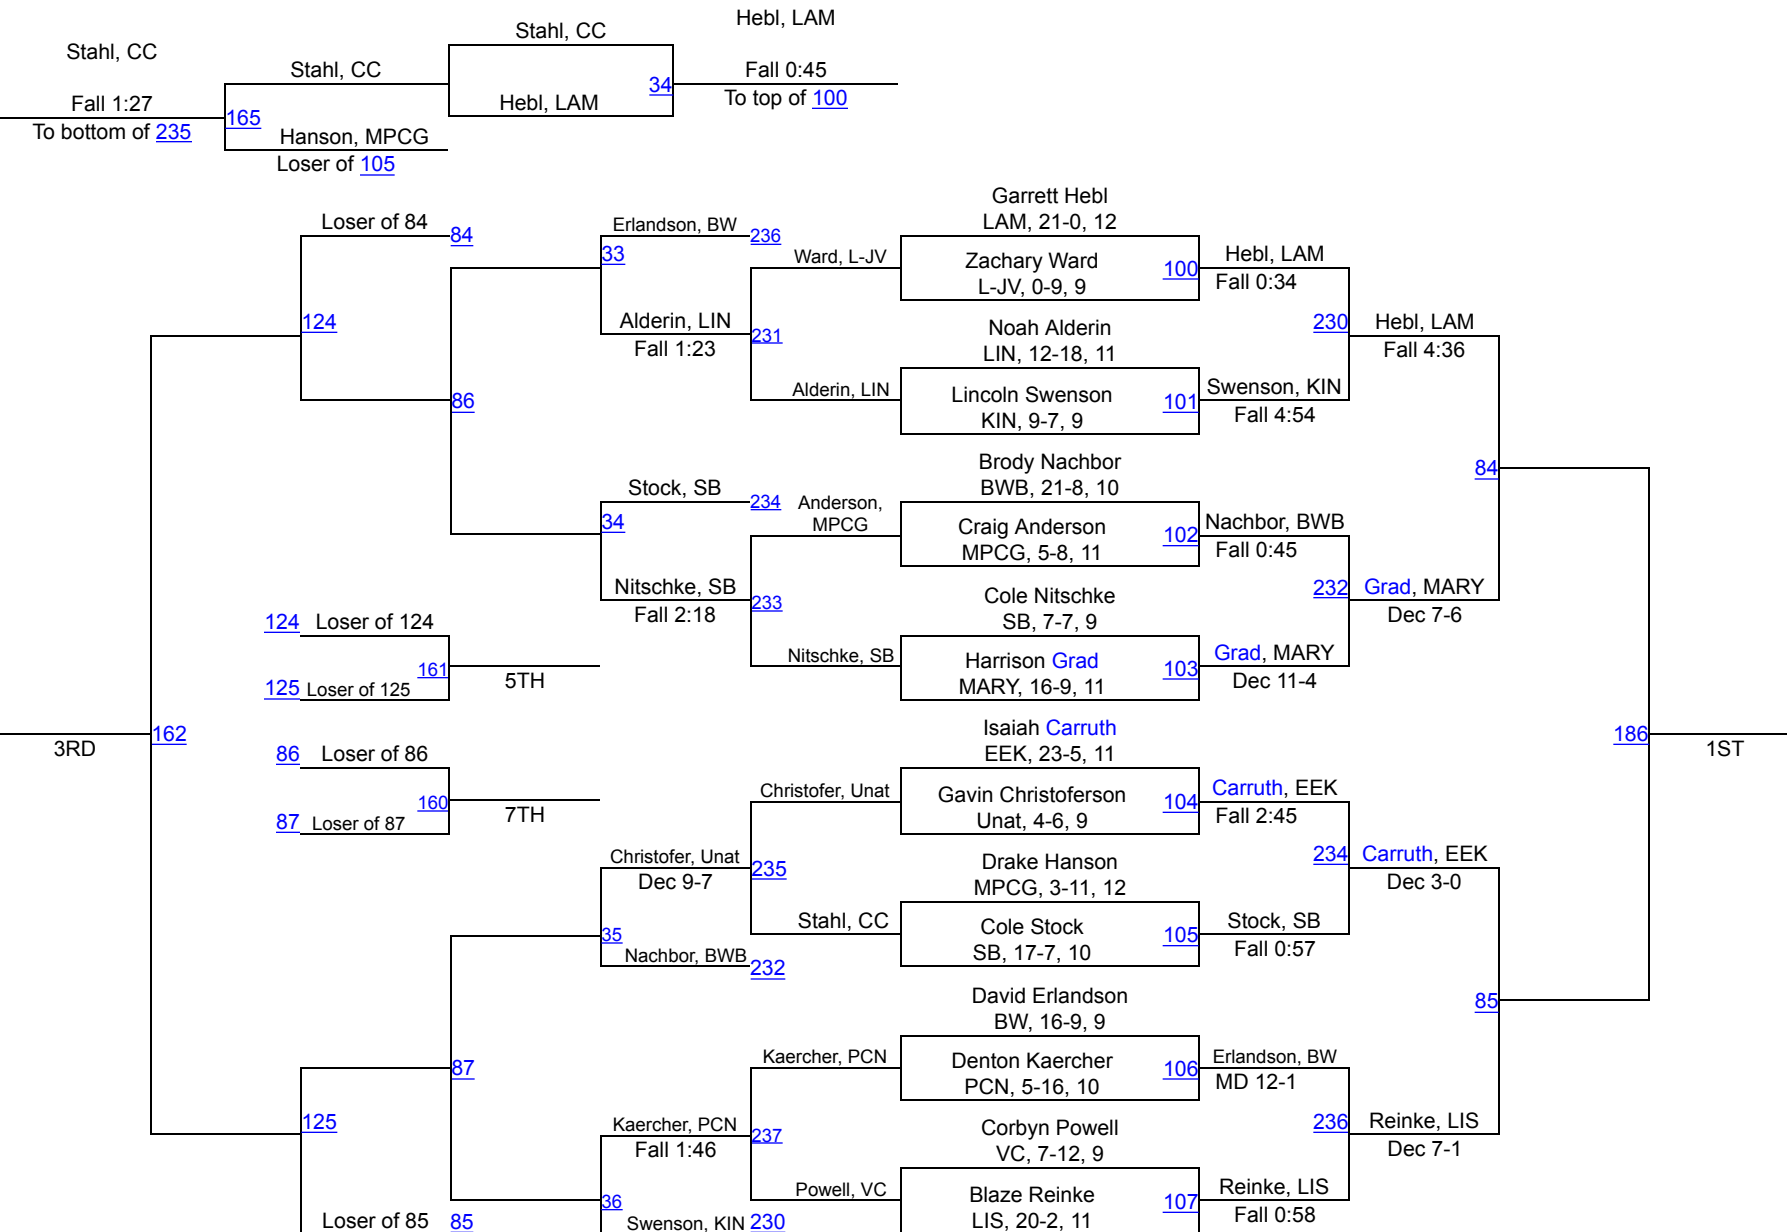 Hebl, LAM
Stahl, CC
Stahl, CC
Stahl, CC
Fall 0:45
Hebl, LAM
34
To top of 100
Fall 1:27
165
To bottom of 235
Hanson, MPCG
Loser of 105
Garrett Hebl
LAM, 21-0, 12
Loser of 84
84
Erlandson, BW
236
33
Ward, L-JV
Zachary Ward
L-JV, 0-9, 9
100
Hebl, LAM
Fall 0:34
124
Alderin, LIN
Fall 1:23
231
Noah Alderin
LIN, 12-18, 11
230
Hebl, LAM
Fall 4:36
86
Alderin, LIN
Lincoln Swenson
KIN, 9-7, 9
101
Swenson, KIN
Fall 4:54
Brody Nachbor
BWB, 21-8, 10
84
Stock, SB
234
34
Anderson,
MPCG
Craig Anderson
MPCG, 5-8, 11
102
Nachbor, BWB
Fall 0:45
Nitschke, SB
Fall 2:18
233
Cole Nitschke
SB, 7-7, 9
232
Grad, MARY
Dec 7-6
124
Loser of 124
161
5TH
125
Loser of 125
Nitschke, SB
Harrison Grad
MARY, 16-9, 11
103
Grad, MARY
Dec 11-4
162
3RD
Isaiah Carruth
EEK, 23-5, 11
186
1ST
86
Loser of 86
160
7TH
87
Loser of 87
Christofer, Unat
Gavin Christoferson
Unat, 4-6, 9
104
Carruth, EEK
Fall 2:45
Christofer, Unat
Dec 9-7
235
Drake Hanson
MPCG, 3-11, 12
234
Carruth, EEK
Dec 3-0
35
Nachbor, BWB
232
Stahl, CC
Cole Stock
SB, 17-7, 10
105
Stock, SB
Fall 0:57
David Erlandson
BW, 16-9, 9
85
87
Kaercher, PCN
Denton Kaercher
PCN, 5-16, 10
106
Erlandson, BW
MD 12-1
125
Kaercher, PCN
Fall 1:46
237
Corbyn Powell
VC, 7-12, 9
236
Reinke, LIS
Dec 7-1
36
Powell, VC
Blaze Reinke
LIS, 20-2, 11
107
Reinke, LIS
Fall 0:58
Loser of 85
85
Swenson, KIN
230